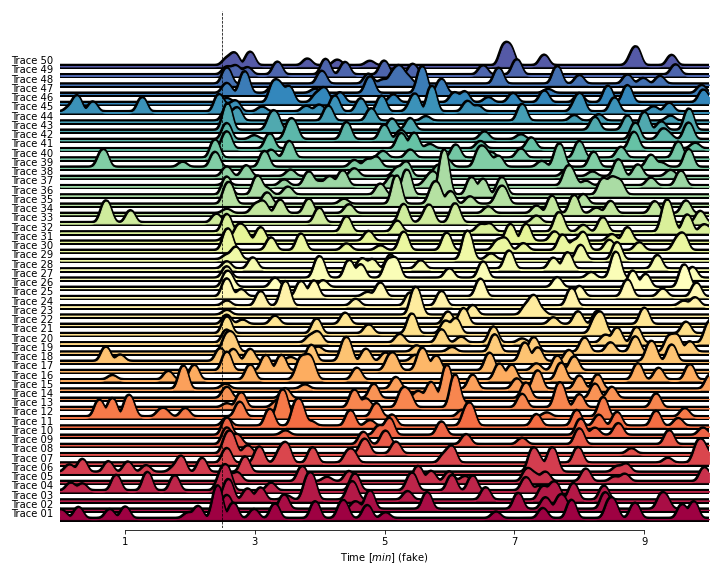 Trace 50
Trace 49
Trace 48
Trace 47
Trace 46
Trace 45
Trace 44
Trace 43
Trace 42
Trace 41
Trace 40
Trace 39
Trace 38
Trace 37
Trace 36
Trace 35
Trace 34
Trace 33
Trace 32
Trace 31
Trace 30
Trace 29
Trace 28
Trace 27
Trace 26
Trace 25
Trace 24
Trace 23
Trace 22
Trace 21
Trace 20
Trace 19
Trace 18
Trace 17
Trace 16
Trace 15
Trace 14
Trace 13
Trace 12
Trace 11
Trace 10
Trace 09
Trace 08
Trace 07
Trace 06
Trace 05
Trace 04
Trace 03
Trace 02
Trace 01
1 3 5 7 9
Time [min] (fake)